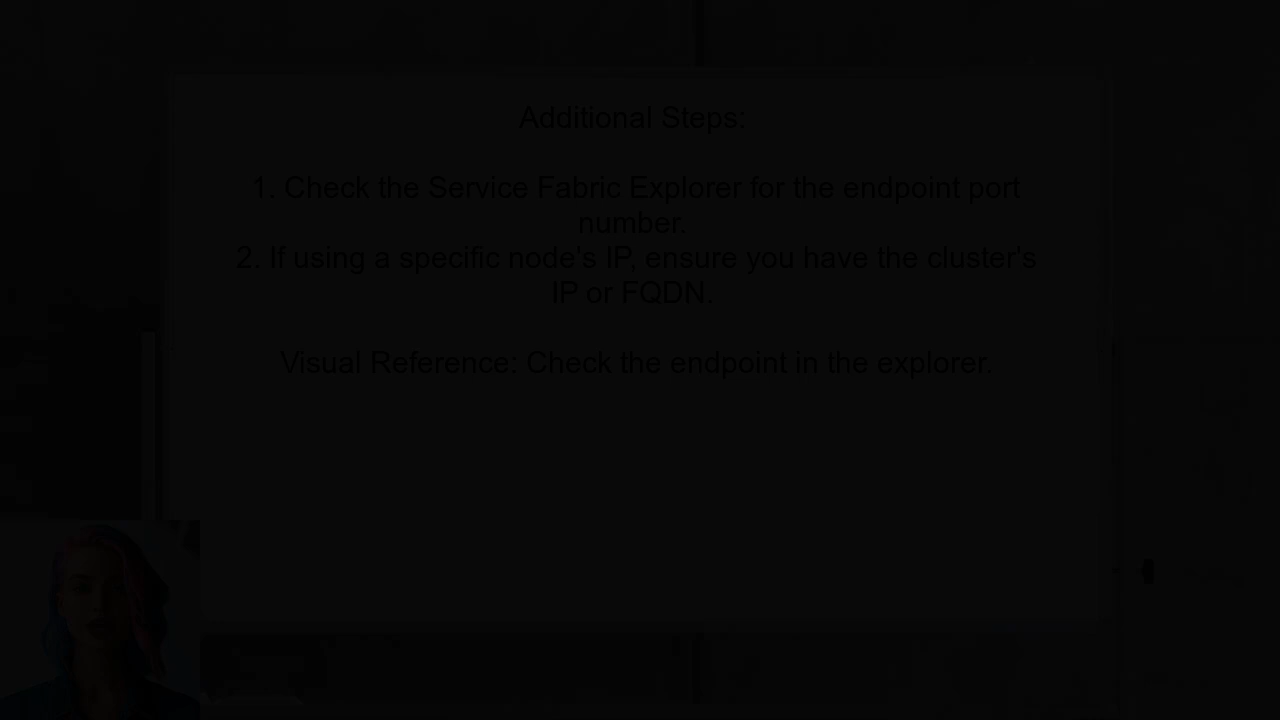 Additional Steps:
1. Check the Service Fabric Explorer for the endpoint port
number.
2. If using a specific node's IP, ensure you have the cluster's
IP or FQDN.
Visual Reference: Check the endpoint in the explorer.